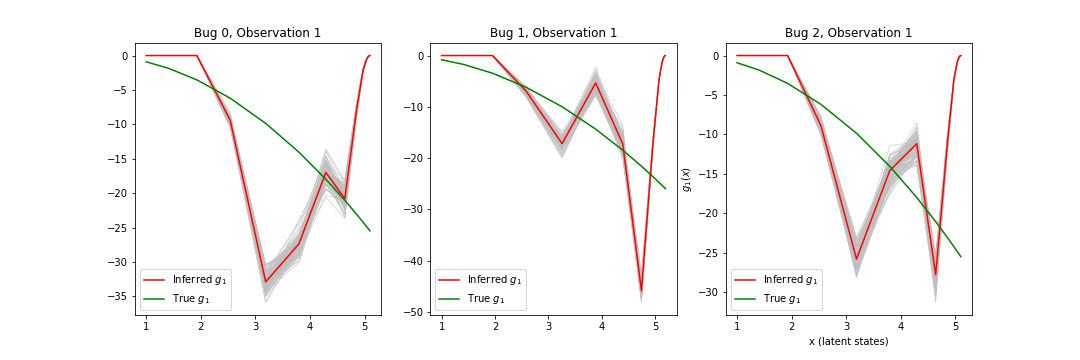 Bug 0, Observation 1
0
−5
−10
−15
−20
−25
−30
−35
1 2 3 4 5
Inferred g₁
True g₁
Bug 1, Observation 1
0
−10
−20
−30
−40
−50
1 2 3 4 5
Inferred g₁
True g₁
Bug 2, Observation 1
g₁(x)
0
−5
−10
−15
−20
−25
−30
1 2 3 4 5
x (latent states)
Inferred g₁
True g₁